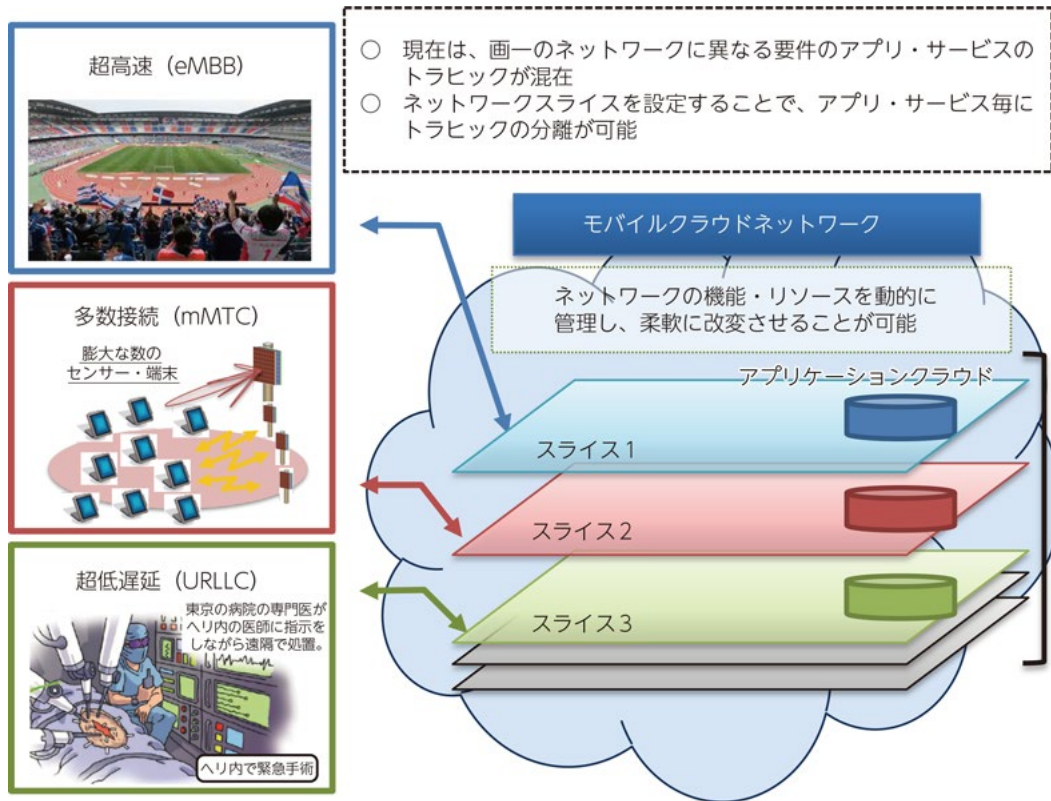 超高速（eMBB）
○ 現在は、画一のネットワークに異なる要件のアプリ・サービスの
トラヒックが混在
○ ネットワークスライスを設定することで、アプリ・サービス毎に
トラヒックの分離が可能
モバイルクラウドネットワーク
ネットワークの機能・リソースを動的に
管理し、柔軟に改変させることが可能
多数接続（mMTC）
膨大な数の
センサー・端末
アプリケーションクラウド
スライス1
スライス2
スライス3
超低遅延（URLLC）
東京の病院の専門医が
ヘリ内の医師に指示を
しながら遠隔で処置。
ヘリ内で緊急手術